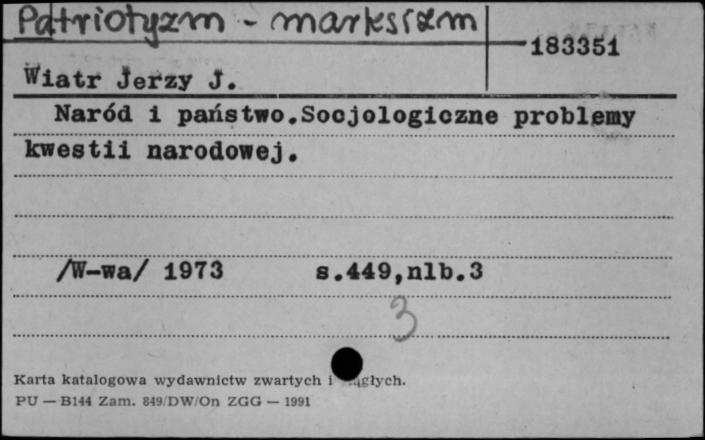 Patriotyzm - marksizm
183351
Wiatr Jerzy J.
Naród i państwo.Socjologiczne problemy
kwestii narodowej.
/W-wa/ 1973 s.449,nlb.3
3
Karta katalogowa wydawnictw zwartych i
PU — B144 Zam. 849/DW/On ZGG — 1991